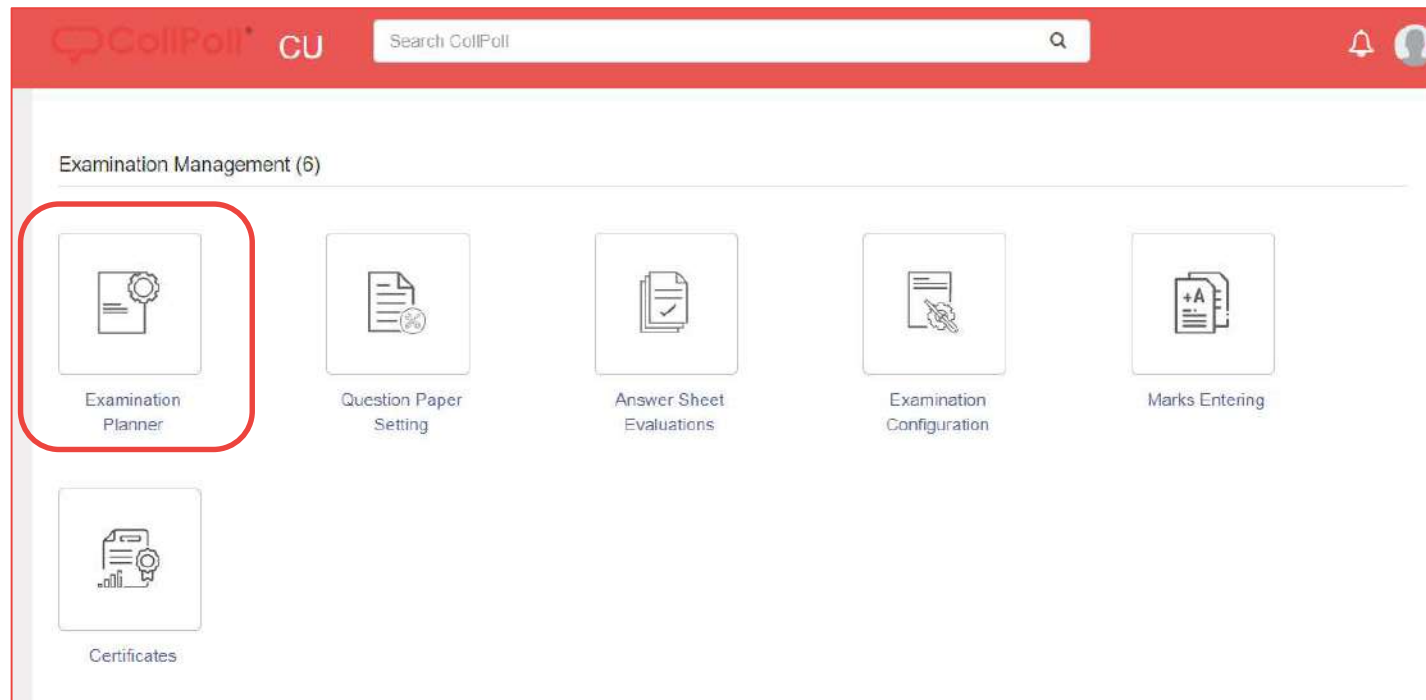 CollPoll CU
Search CollPoll
Examination Management (6)
Examination
Planner
Question Paper
Setting
Answer Sheet
Evaluations
Examination
Configuration
+A
Marks Entering
Certificates